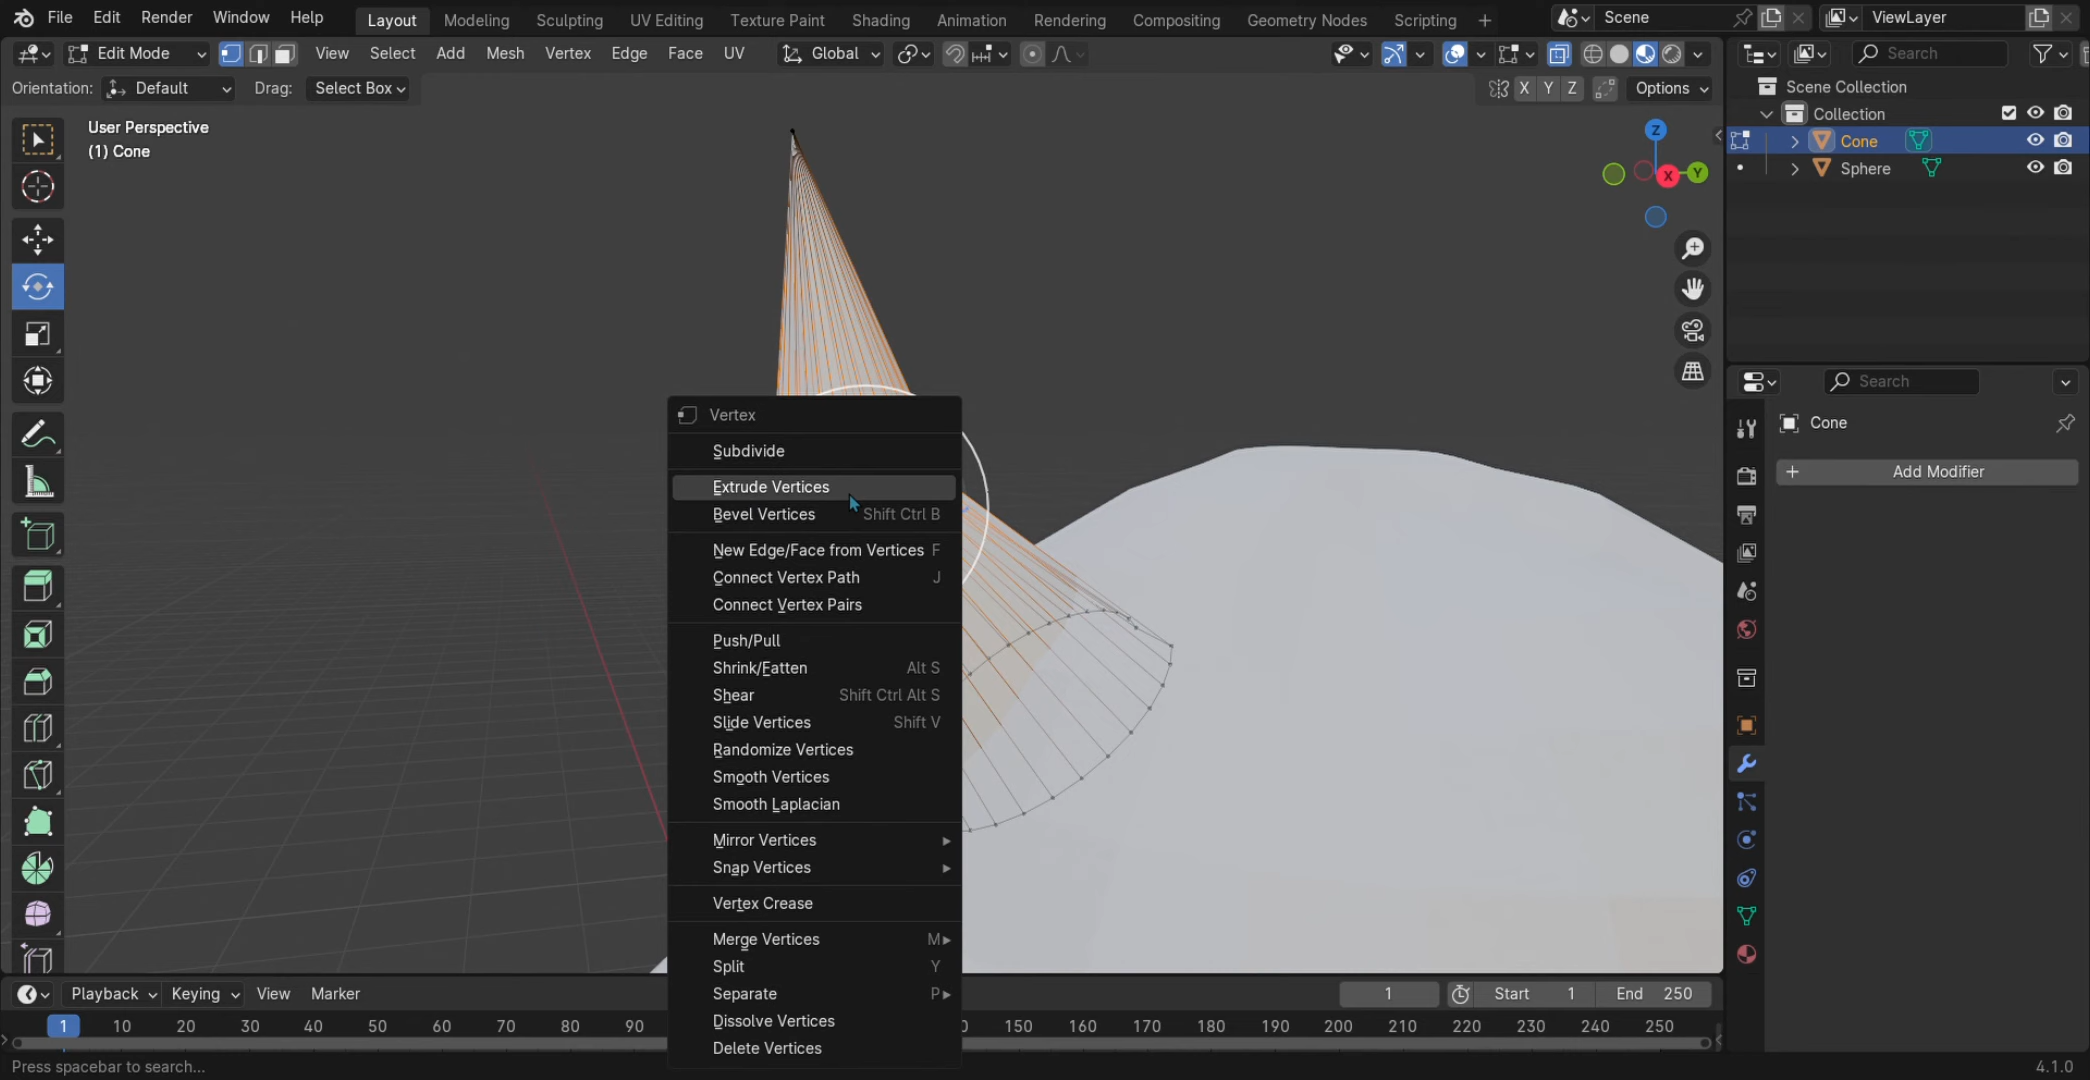 File Edit Render Window Help Layout Modeling Sculpting UV Editing Texture Paint Shading Animation Rendering Compositing Geometry Nodes Scripting + Scene ViewLayer
Edit Mode View Select Add Mesh Vertex Edge Face UV Global Search
Orientation: Default Drag: Select Box X Y Z Options
Scene Collection
Collection
Cone
Sphere
User Perspective
(1) Cone
Z
X
Y
Search
Cone
+ Add Modifier
Vertex
Subdivide
Extrude Vertices
Bevel Vertices Shift Ctrl B
New Edge/Face from Vertices F
Connect Vertex Path J
Connect Vertex Pairs
Push/Pull
Shrink/Fatten Alt S
Shear Shift Ctrl Alt S
Slide Vertices Shift V
Randomize Vertices
Smooth Vertices
Smooth Laplacian
Mirror Vertices
Snap Vertices
Vertex Crease
Merge Vertices M
Split Y
Separate P
Dissolve Vertices
Delete Vertices
Playback Keying View Marker 1 Start 1 End 250
1 10 20 30 40 50 60 70 80 90 0 150 160 170 180 190 200 210 220 230 240 250
Press spacebar to search... 4.1.0